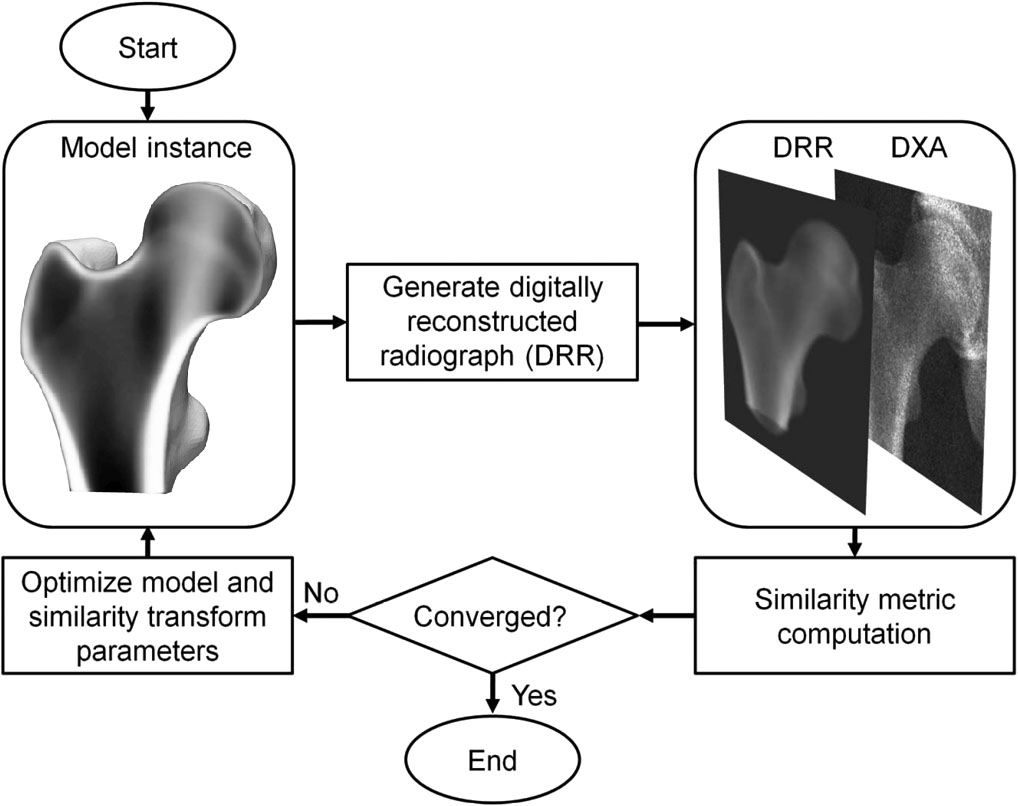 Start
Model instance
Generate digitally
reconstructed
radiograph (DRR)
DRR DXA
Similarity metric
computation
Converged?
No
Optimize model and
similarity transform
parameters
Yes
End